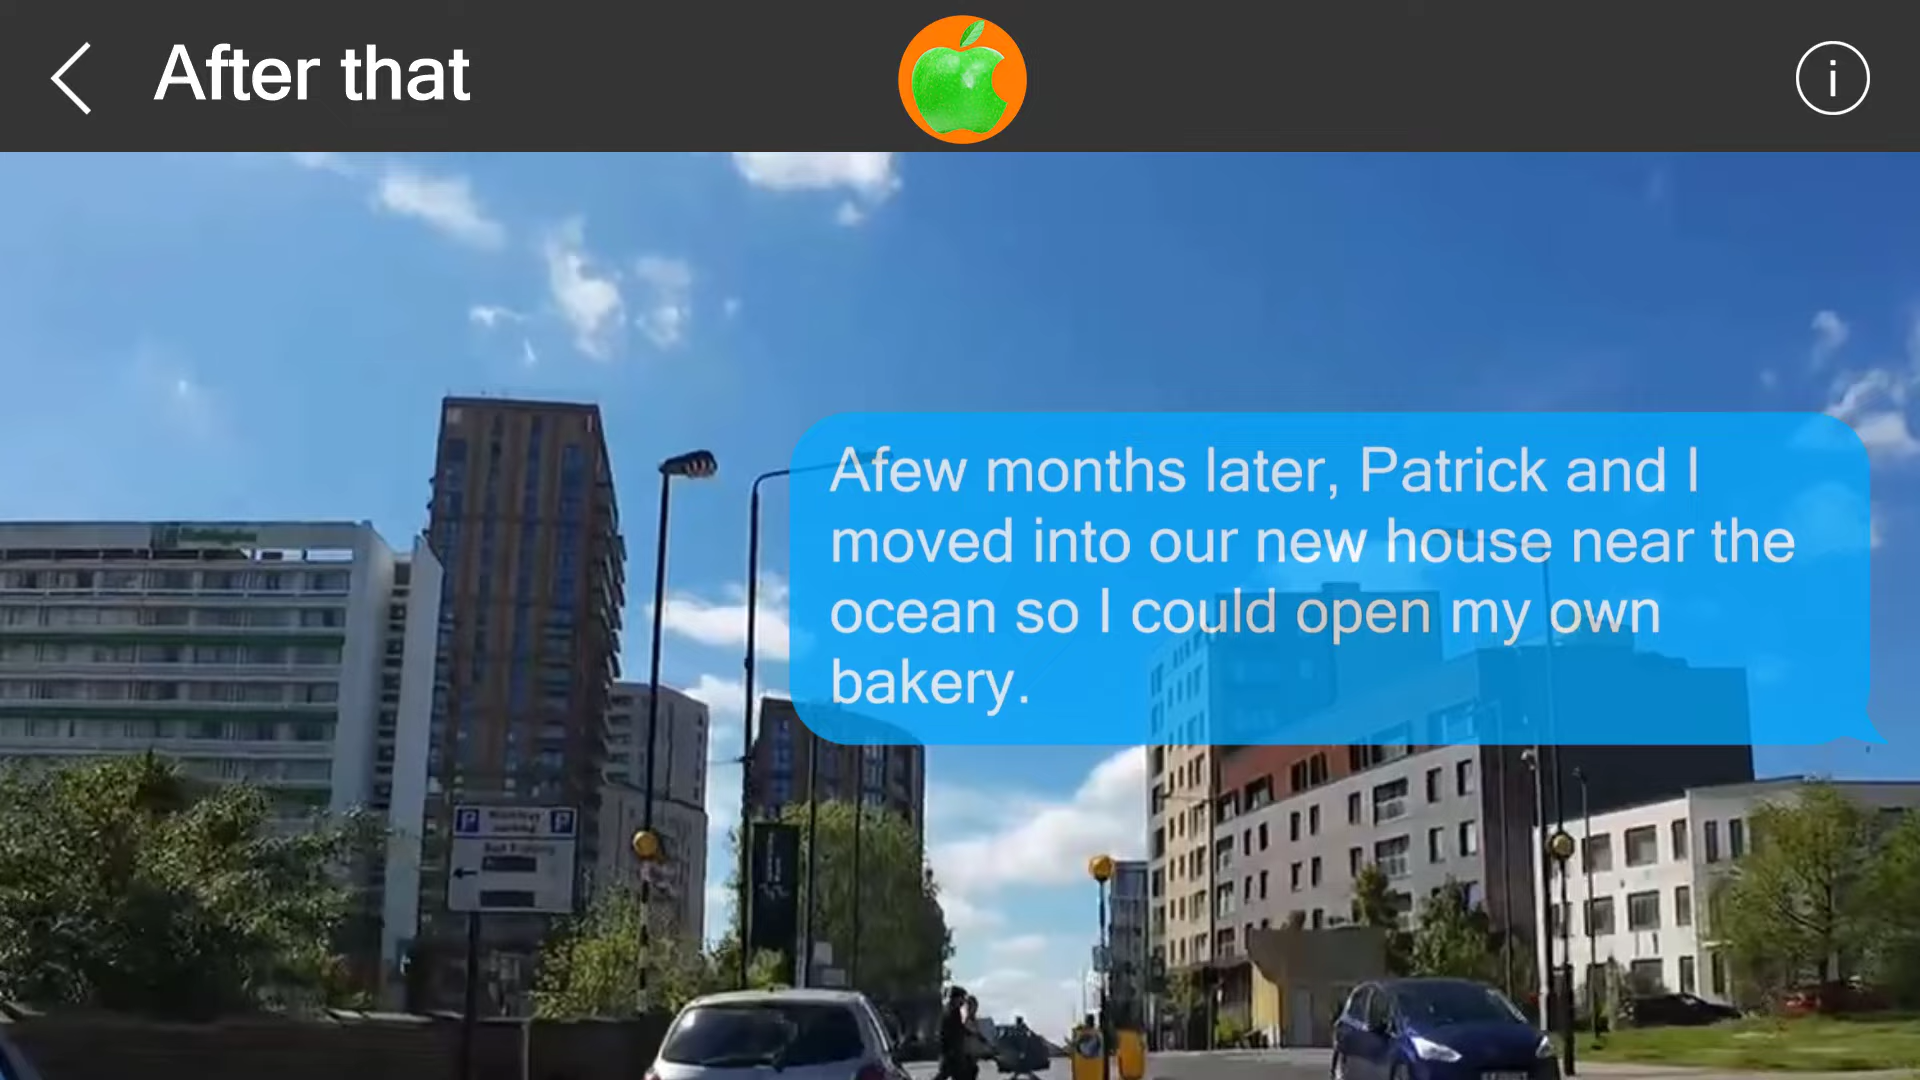 After that
i
Afew months later, Patrick and I
moved into our new house near the
ocean so I could open my own
bakery.
P P